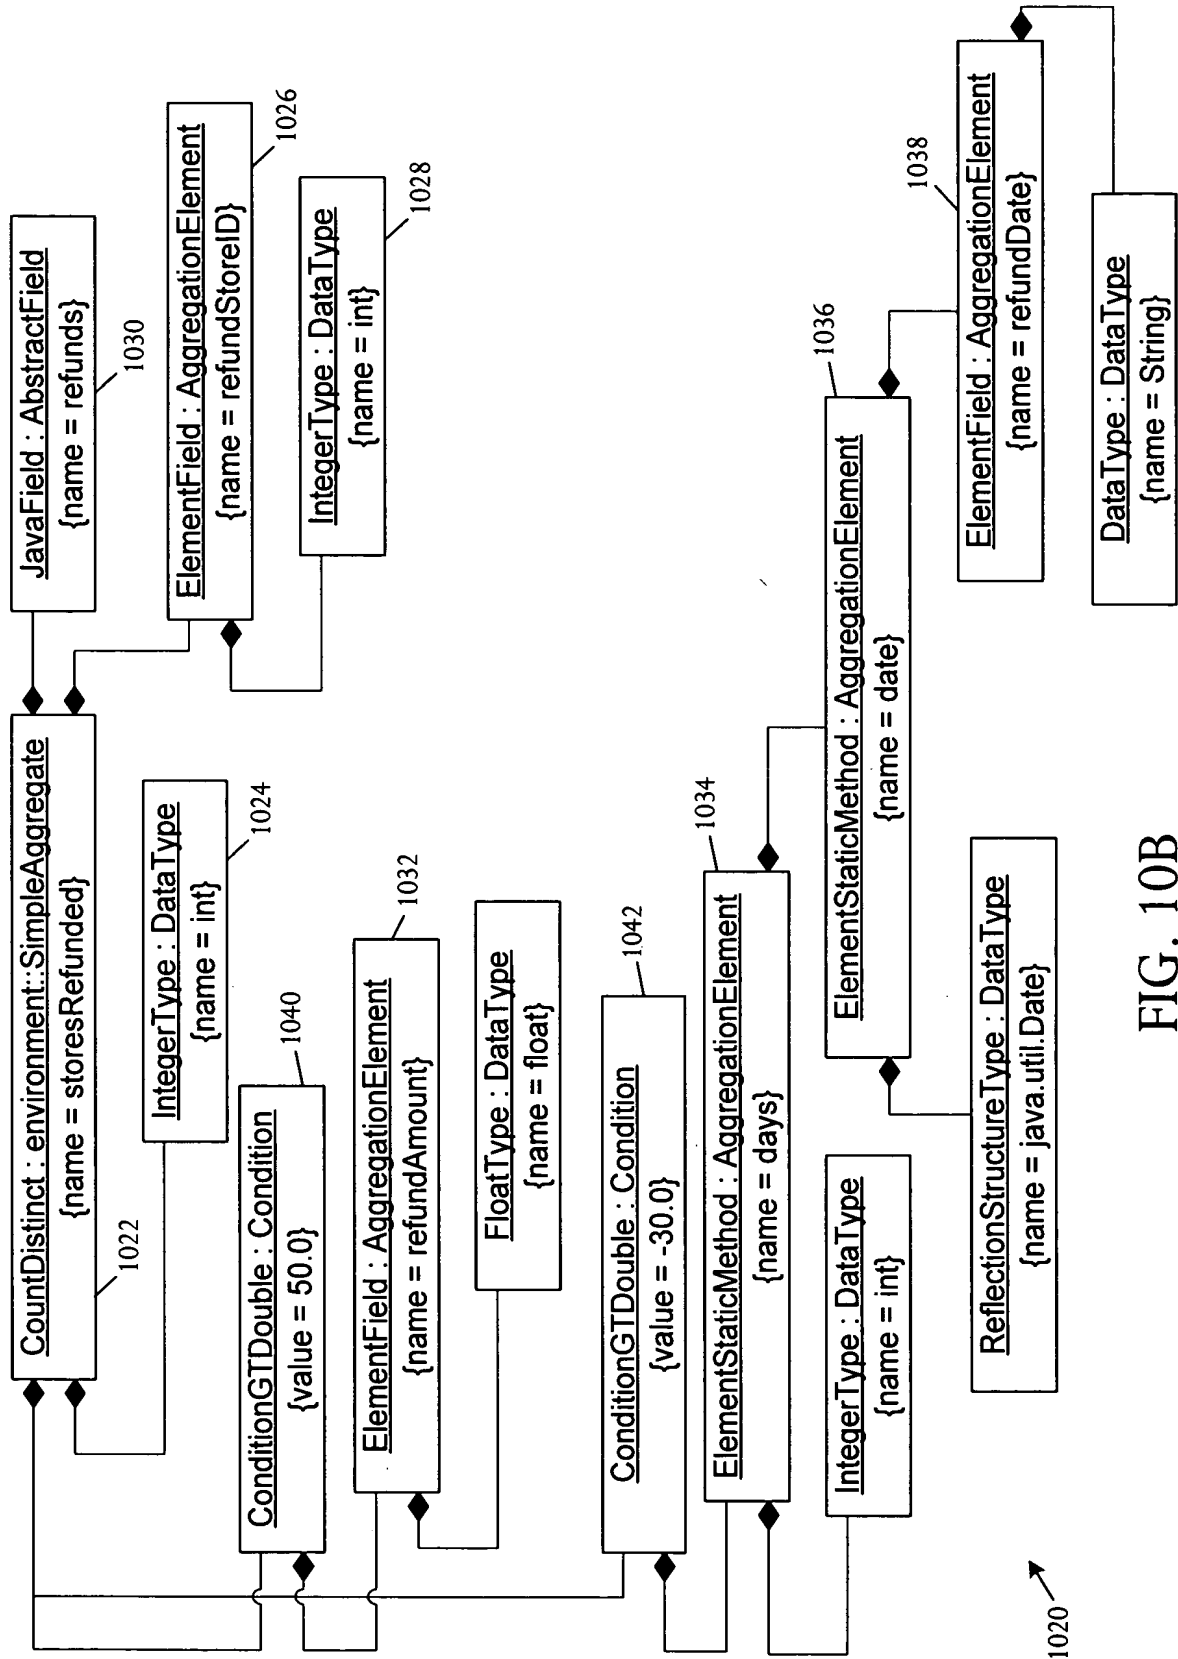 CountDistinct : environment::SimpleAggregate
{name = storesRefunded}
1022
JavaField : AbstractField
{name = refunds}
1030
IntegerType : DataType
{name = int}
1024
ElementField : AggregationElement
{name = refundStoreID}
1026
ConditionGTDouble : Condition
{value = 50.0}
1040
IntegerType : DataType
{name = int}
1028
ElementField : AggregationElement
{name = refundAmount}
1032
FloatType : DataType
{name = float}
ConditionGTDouble : Condition
{value = -30.0}
1042
ElementStaticMethod : AggregationElement
{name = days}
1034
IntegerType : DataType
{name = int}
ElementStaticMethod : AggregationElement
{name = date}
1036
ReflectionStructureType : DataType
{name = java.util.Date}
ElementField : AggregationElement
{name = refundDate}
1038
DataType : DataType
{name = String}
1020
FIG. 10B